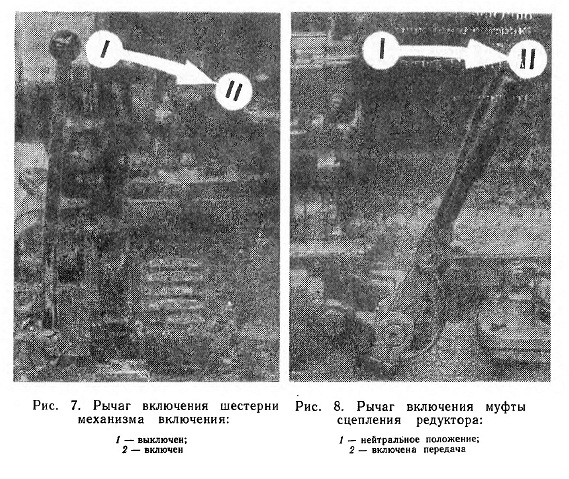 I
II
I
II
Рис. 7. Рычаг включения шестерни
механизма включения:
1 — выключен;
2 — включен
Рис. 8. Рычаг включения муфты
сцепления редуктора:
1 — нейтральное положение;
2 — включена передача